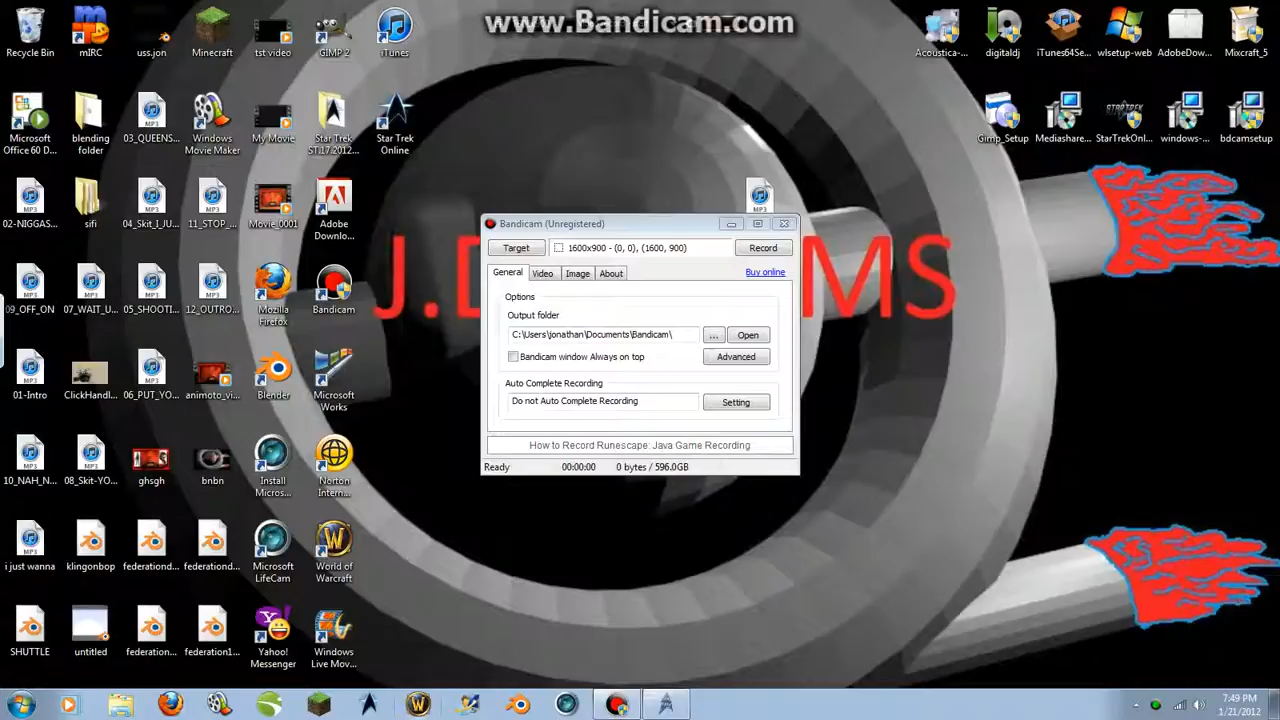 www.Bandicam.com
Recycle Bin
mIRC
uss.jon
Minecraft
tst video
GIMP 2
iTunes
Acoustica-...
digitaldj
iTunes64Se...
wlsetup-web
AdobeDow...
Mixcraft_5
Microsoft
Office 60 D...
blending
folder
03_QUEENS...
Windows
Movie Maker
My Movie
Star Trek
STi17.2012...
Star Trek
Online
Gimp_Setup
Mediashare...
StarTrekOnl...
windows-...
bdcamsetup
sifi
04_Skit_I_JU...
11_STOP_...
Movie_0001
Adobe
Downlo...
09_OFF_ON
07_WAIT_U...
05_SHOOTI...
12_OUTRO...
Mozilla
Firefox
Bandicam
01-Intro
ClickHandl...
06_PUT_YO...
animoto_vi...
Blender
Microsoft
Works
10_NAH_N...
08_Skit-YO...
ghsgh
bnbn
Install
Micros...
Norton
Intern...
i just wanna
klingonbop
federationd...
federationd...
Microsoft
LifeCam
World of
Warcraft
SHUTTLE
untitled
federation...
federation1...
Yahoo!
Messenger
Windows
Live Mov...
Bandicam (Unregistered)
Target
1600x900 - (0, 0), (1600, 900)
Record
General
Video
Image
About
Buy online
Options
Output folder
C:\Users\jonathan\Documents\Bandicam\
...
Open
Bandicam window Always on top
Advanced
Auto Complete Recording
Do not Auto Complete Recording
Setting
How to Record Runescape: Java Game Recording
Ready
00:00:00
0 bytes / 596.0GB
7:49 PM
1/21/2012